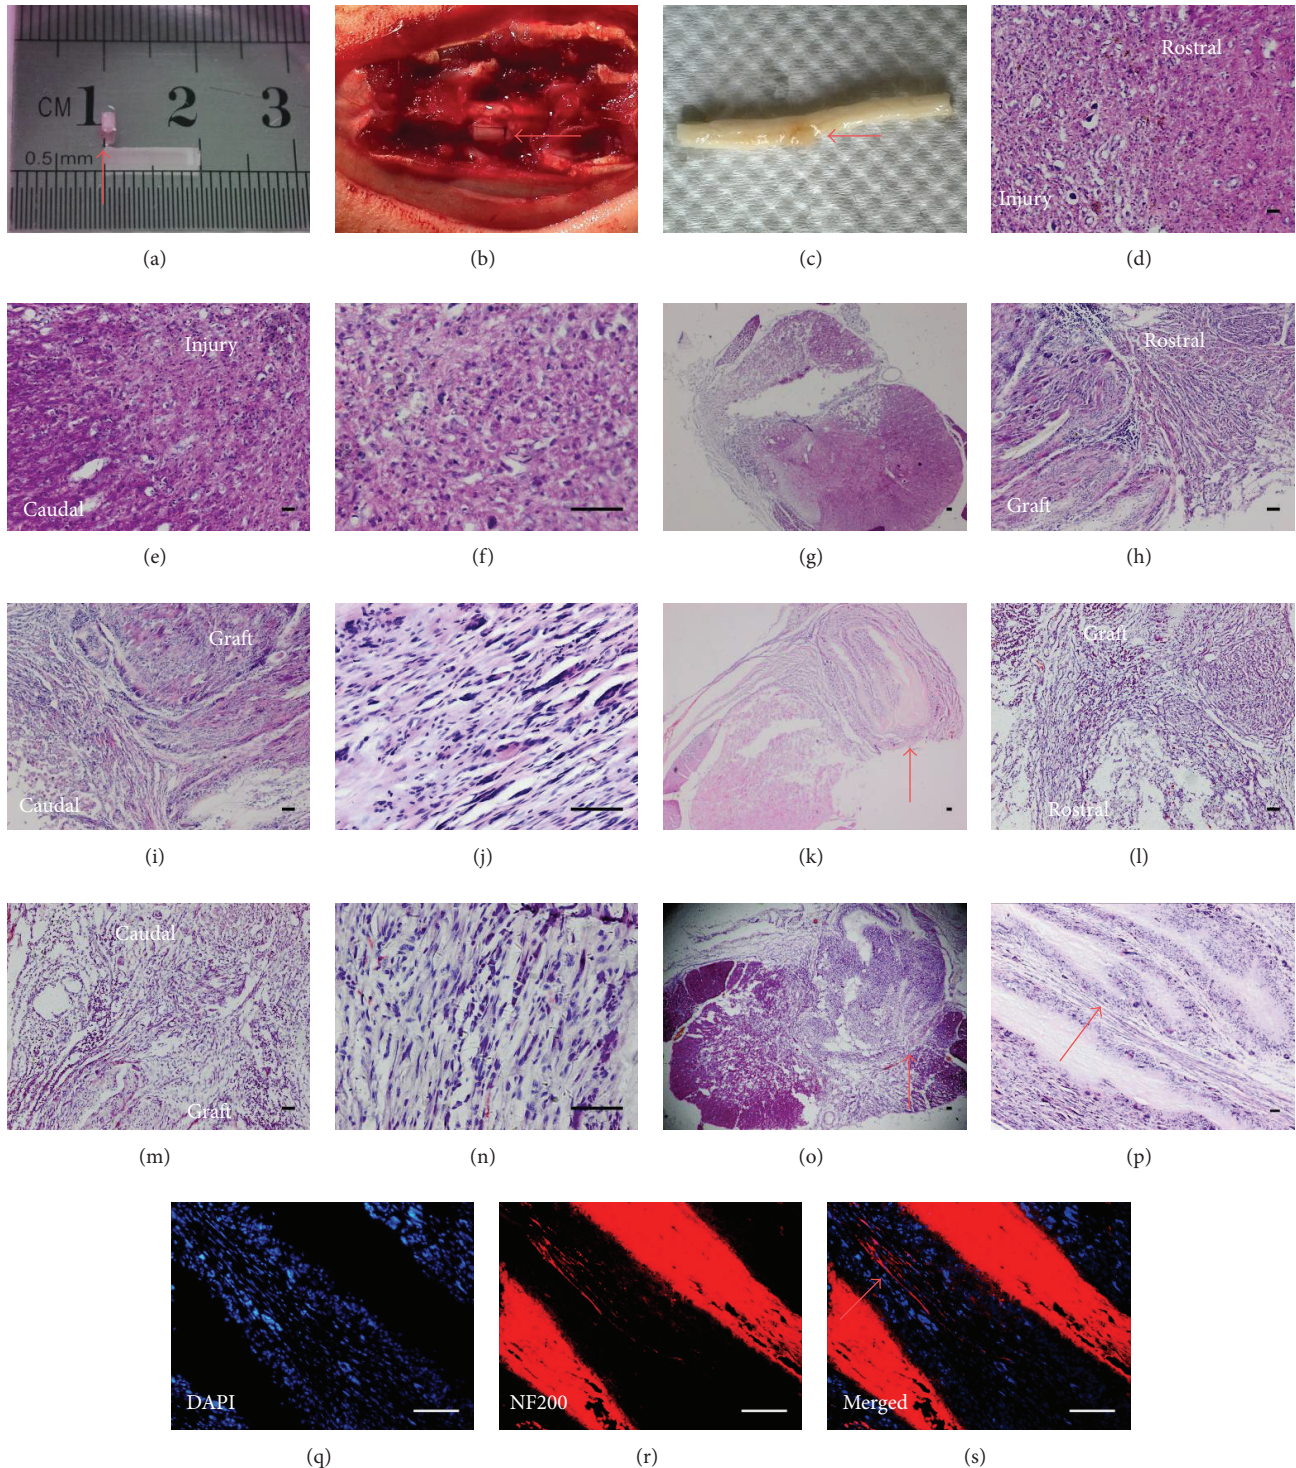 CM 1 2 3
0.5 mm
(a)
(b)
(c)
Rostral
Injury
(d)
Injury
Caudal
(e)
(f)
(g)
Rostral
Graft
(h)
Graft
Caudal
(i)
(j)
(k)
Graft
Rostral
(l)
Caudal
Graft
(m)
(n)
(o)
(p)
DAPI
(q)
NF200
(r)
Merged
(s)